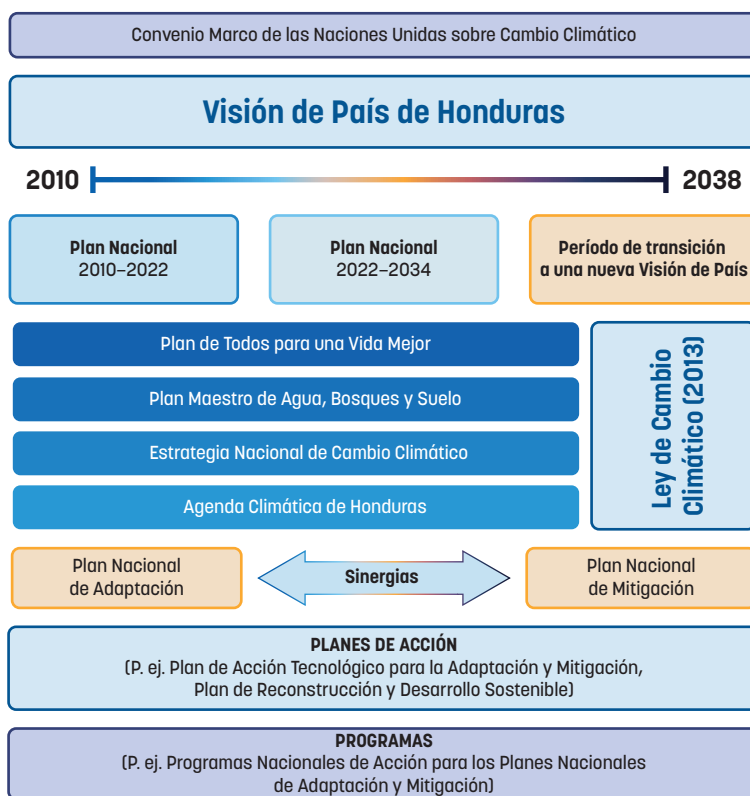 Convenio Marco de las Naciones Unidas sobre Cambio Climático
Visión de País de Honduras
2010
2038
Plan Nacional
2010–2022
Plan Nacional
2022–2034
Período de transición
a una nueva Visión de País
Plan de Todos para una Vida Mejor
Plan Maestro de Agua, Bosques y Suelo
Estrategia Nacional de Cambio Climático
Agenda Climática de Honduras
Ley de Cambio
Climático (2013)
Plan Nacional
de Adaptación
Sinergias
Plan Nacional
de Mitigación
PLANES DE ACCIÓN
(P. ej. Plan de Acción Tecnológico para la Adaptación y Mitigación,
Plan de Reconstrucción y Desarrollo Sostenible)
PROGRAMAS
(P. ej. Programas Nacionales de Acción para los Planes Nacionales
de Adaptación y Mitigación)